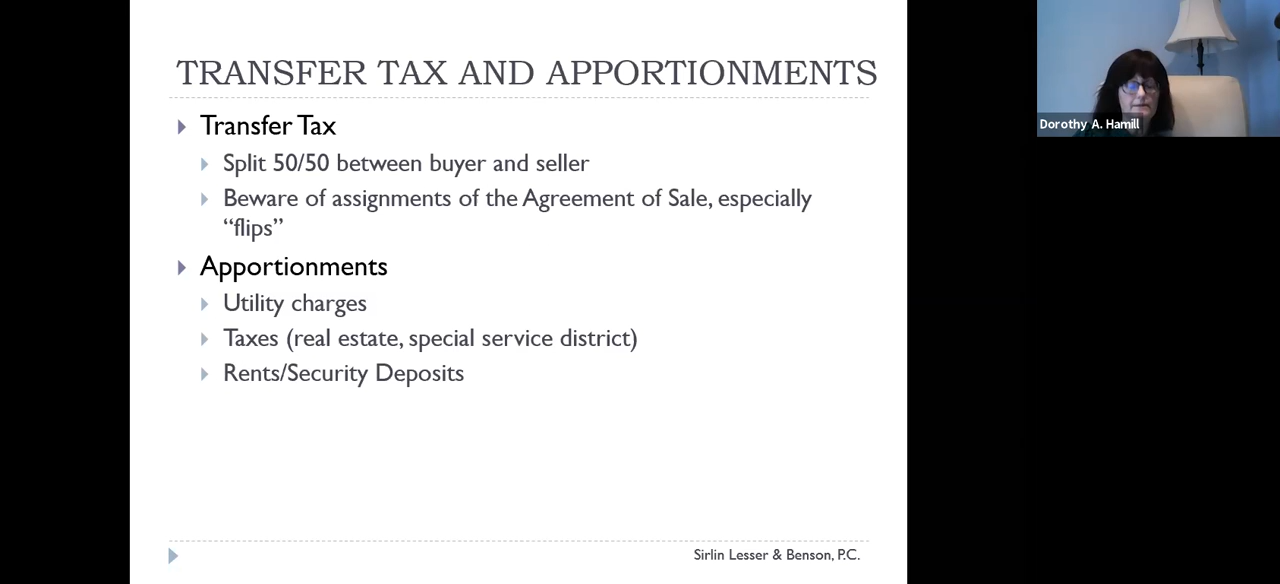 TRANSFER TAX AND APPORTIONMENTS
Transfer Tax
Split 50/50 between buyer and seller
Beware of assignments of the Agreement of Sale, especially
“flips”
Apportionments
Utility charges
Taxes (real estate, special service district)
Rents/Security Deposits
Sirlin Lesser & Benson, P.C.
Dorothy A. Hamill